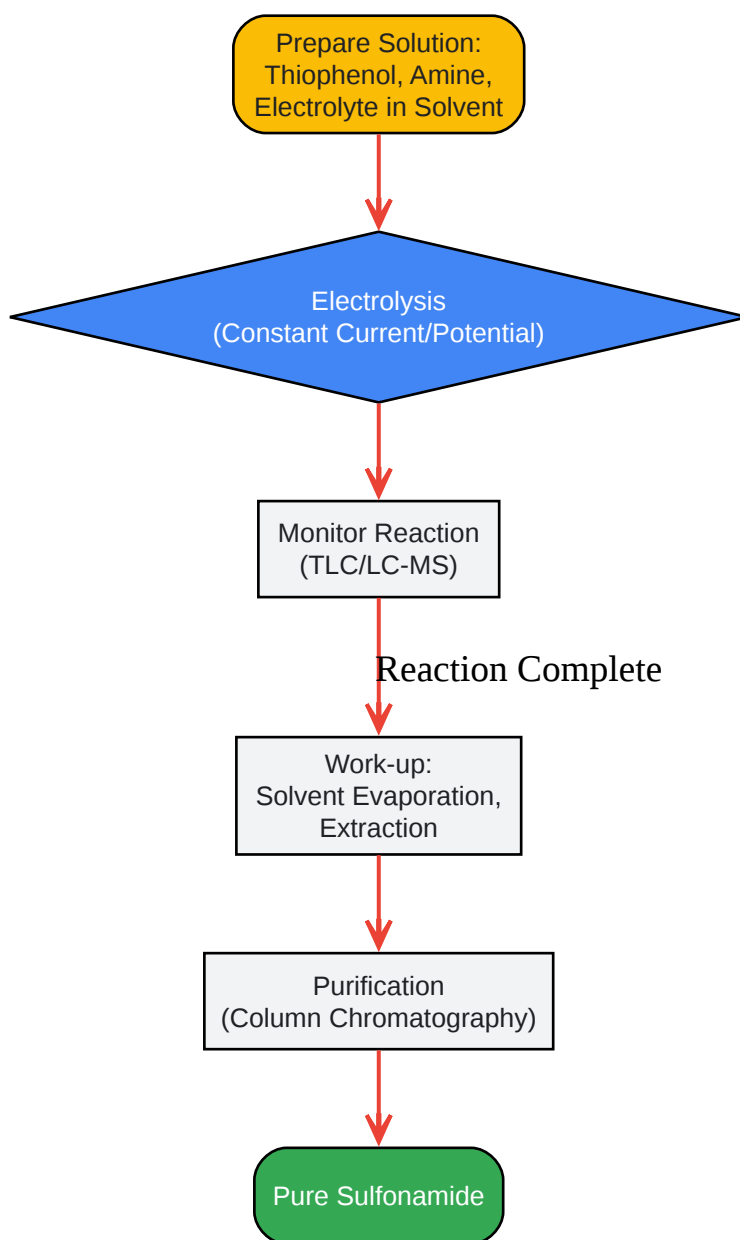 Prepare Solution:
Thiophenol, Amine,
Electrolyte in Solvent
Electrolysis
(Constant Current/Potential)
Monitor Reaction
(TLC/LC-MS)
Reaction Complete
Work-up:
Solvent Evaporation,
Extraction
Purification
(Column Chromatography)
Pure Sulfonamide